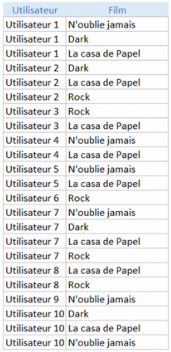 Utilisateur Film
Utilisateur 1 N'oublie jamais
Utilisateur 1 Dark
Utilisateur 1 La casa de Papel
Utilisateur 2 Dark
Utilisateur 2 La casa de Papel
Utilisateur 2 Rock
Utilisateur 3 Rock
Utilisateur 3 La casa de Papel
Utilisateur 4 N'oublie jamais
Utilisateur 4 La casa de Papel
Utilisateur 5 N'oublie jamais
Utilisateur 5 La casa de Papel
Utilisateur 6 Rock
Utilisateur 7 N'oublie jamais
Utilisateur 7 Dark
Utilisateur 7 La casa de Papel
Utilisateur 7 Rock
Utilisateur 8 La casa de Papel
Utilisateur 8 Rock
Utilisateur 9 N'oublie jamais
Utilisateur 10 Dark
Utilisateur 10 La casa de Papel
Utilisateur 10 N'oublie jamais